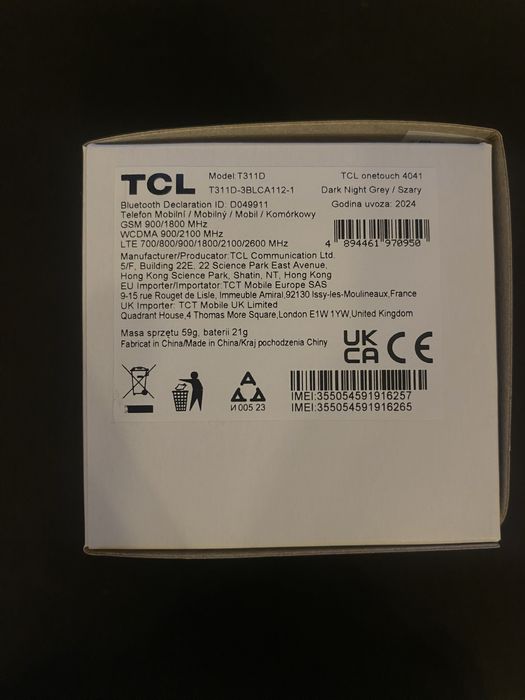 TCL
Model:T311D
T311D-3BLCA112-1
TCL onetouch 4041
Dark Night Grey / Szary
Bluetooth Declaration ID: D049911
Godina uvoza: 2024
Telefon Mobilní / Mobilný / Mobil / Komórkowy
GSM 900/1800 MHz
WCDMA 900/2100 MHz
LTE 700/800/900/1800/2100/2600 MHz
4 894461 970950
Manufacturer/Producator:TCL Communication Ltd.
5/F, Building 22E, 22 Science Park East Avenue,
Hong Kong Science Park, Shatin, NT, Hong Kong
EU Importer/Importator:TCT Mobile Europe SAS
9-15 rue Rouget de Lisle, Immeuble Amiral,92130 Issy-les-Moulineaux,France
UK Importer: TCT Mobile UK Limited
Quadrant House,4 Thomas More Square,London E1W 1YW,United Kingdom
Masa sprzętu 59g, baterii 21g
Fabricat in China/Made in China/Kraj pochodzenia Chiny
UK
CA CE
A
И 005 23
IMEI:355054591916257
IMEI:355054591916265